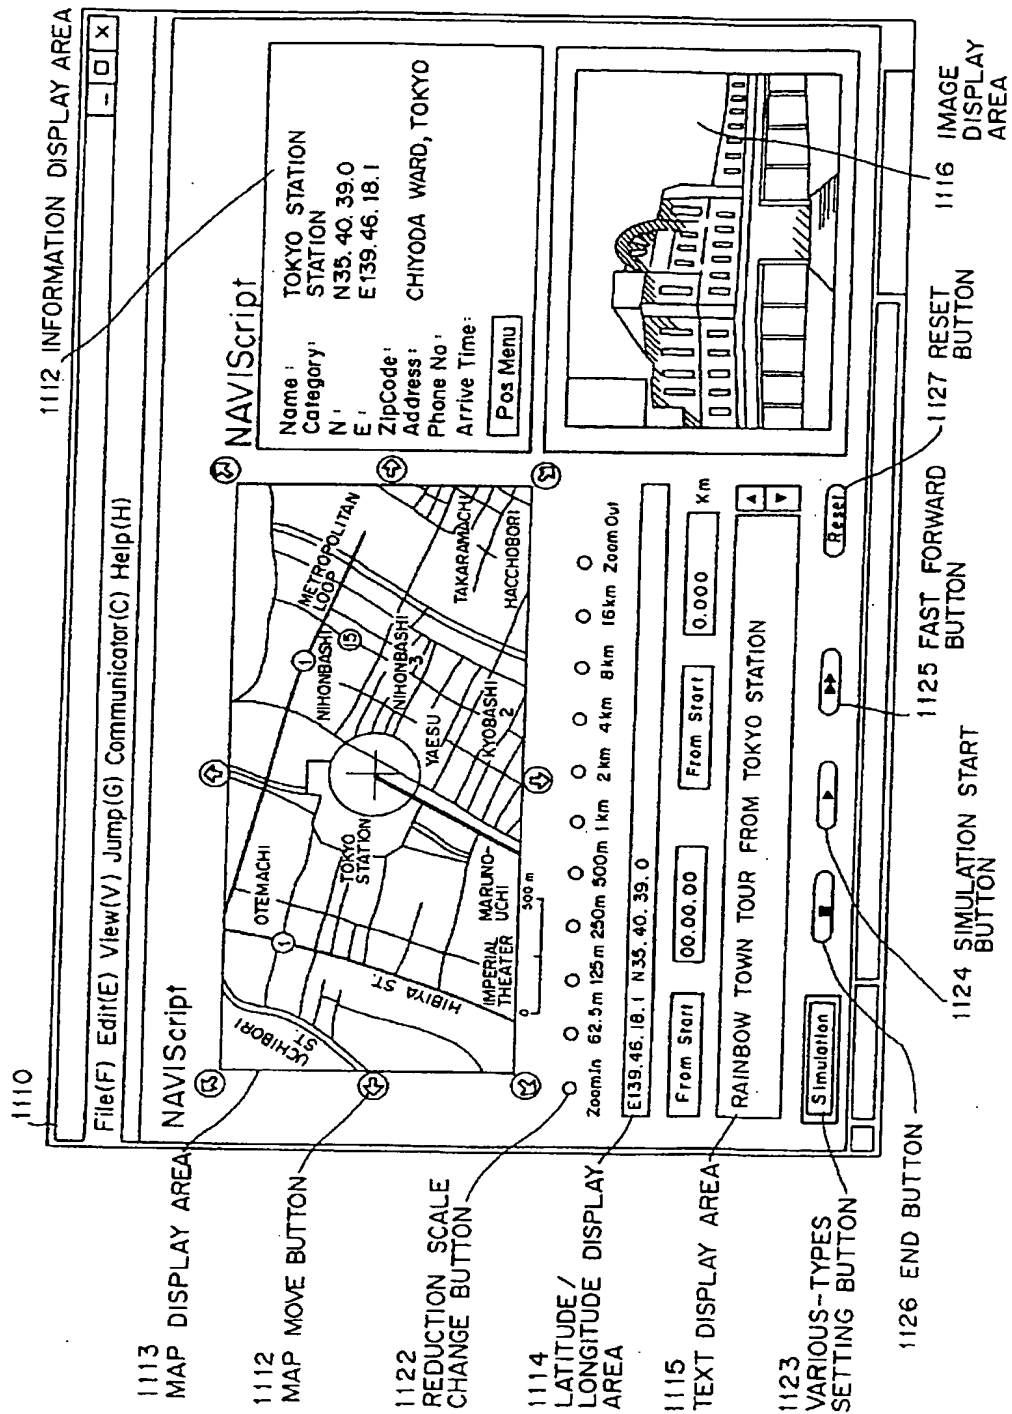 1110
1112 INFORMATION DISPLAY AREA
File(F) Edit(E) View(V) Jump(G) Communicator(C) Help(H)
NAVIScript
NAVIScript
1113
MAP DISPLAY AREA
1112
MAP MOVE BUTTON
1122
REDUCTION SCALE
CHANGE BUTTON
1114
LATITUDE/
LONGITUDE DISPLAY
AREA
1115
TEXT DISPLAY AREA
1123
VARIOUS-TYPES
SETTING BUTTON
UCHIBORI
ST.
HIBIYA ST.
1
OTEMACHI
TOKYO
STATION
IMPERIAL
THEATER
MARUNO-
UCHI
0
500m
1
NIHONBASHI
METROPOLITAN
LOOP
15
NIHONBASHI
3
YAESU
KYOBASHI
2
TAKARAMACHI
HACCHOBORI
Name: TOKYO STATION
Category: STATION
N: N35.40.39.0
E: E139.46.18.1
ZipCode:
Address: CHIYODA WARD, TOKYO
Phone No:
Arrive Time:
Pos Menu
ZoomIn 62.5m 125m 250m 500m 1km 2km 4km 8km 16km ZoomOut
E139.46.18.1 N35.40.39.0
From Start 00.00.00 From Start 0.000 Km
RAINBOW TOWN TOUR FROM TOKYO STATION
Simulation
Reset
1126 END BUTTON
1124 SIMULATION START
BUTTON
1125 FAST FORWARD
BUTTON
1127 RESET
BUTTON
1116 IMAGE
DISPLAY
AREA